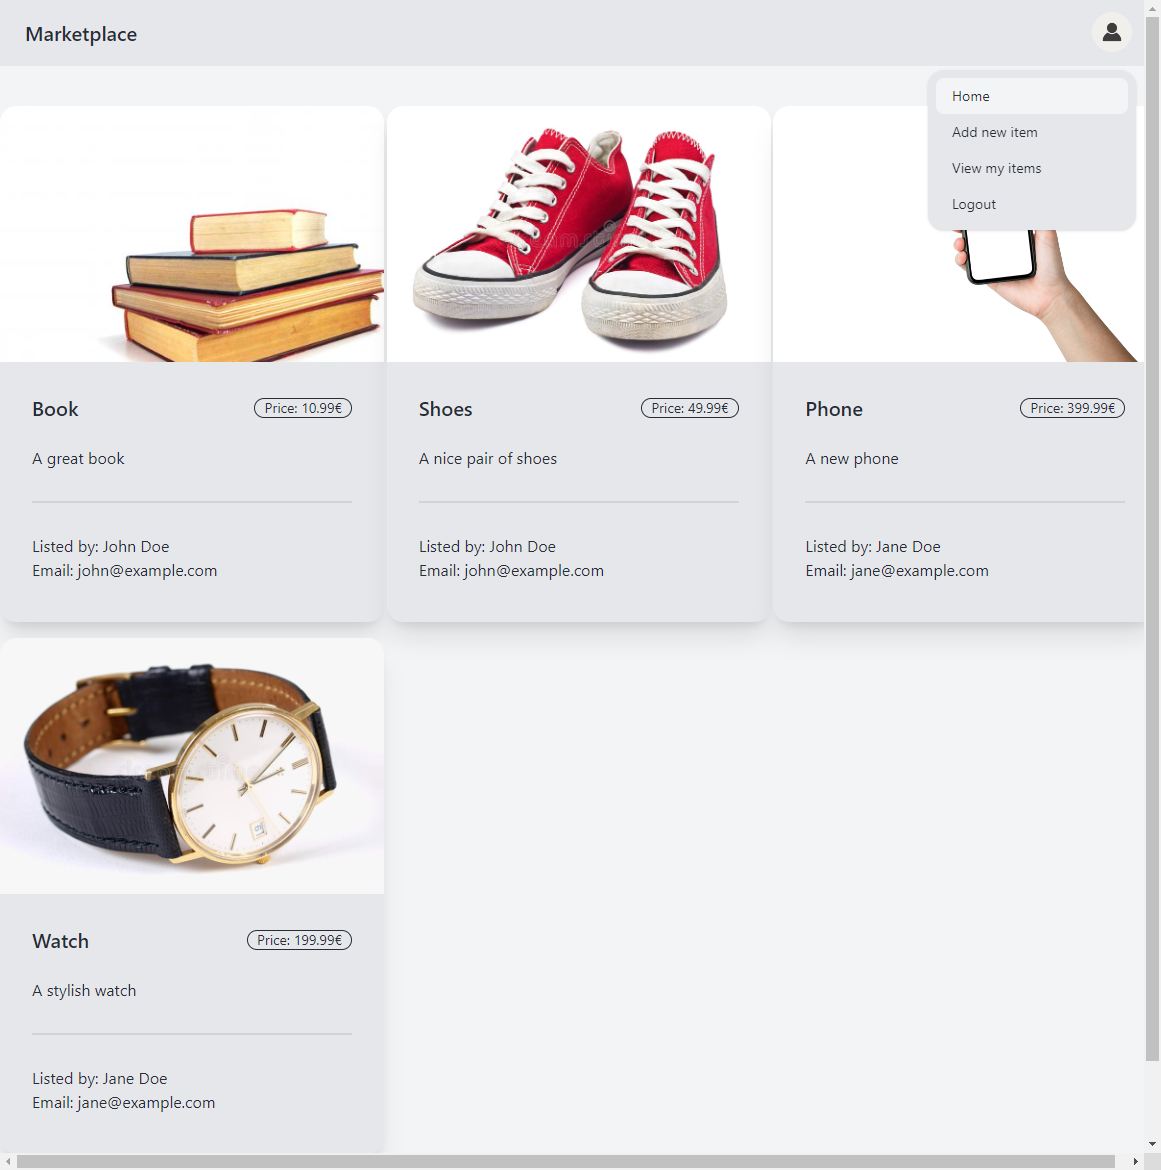 Marketplace
Home
Add new item
View my items
Logout
Book
Price: 10.99€
A great book
Listed by: John Doe
Email: john@example.com
Shoes
Price: 49.99€
A nice pair of shoes
Listed by: John Doe
Email: john@example.com
Phone
Price: 399.99€
A new phone
Listed by: Jane Doe
Email: jane@example.com
Watch
Price: 199.99€
A stylish watch
Listed by: Jane Doe
Email: jane@example.com